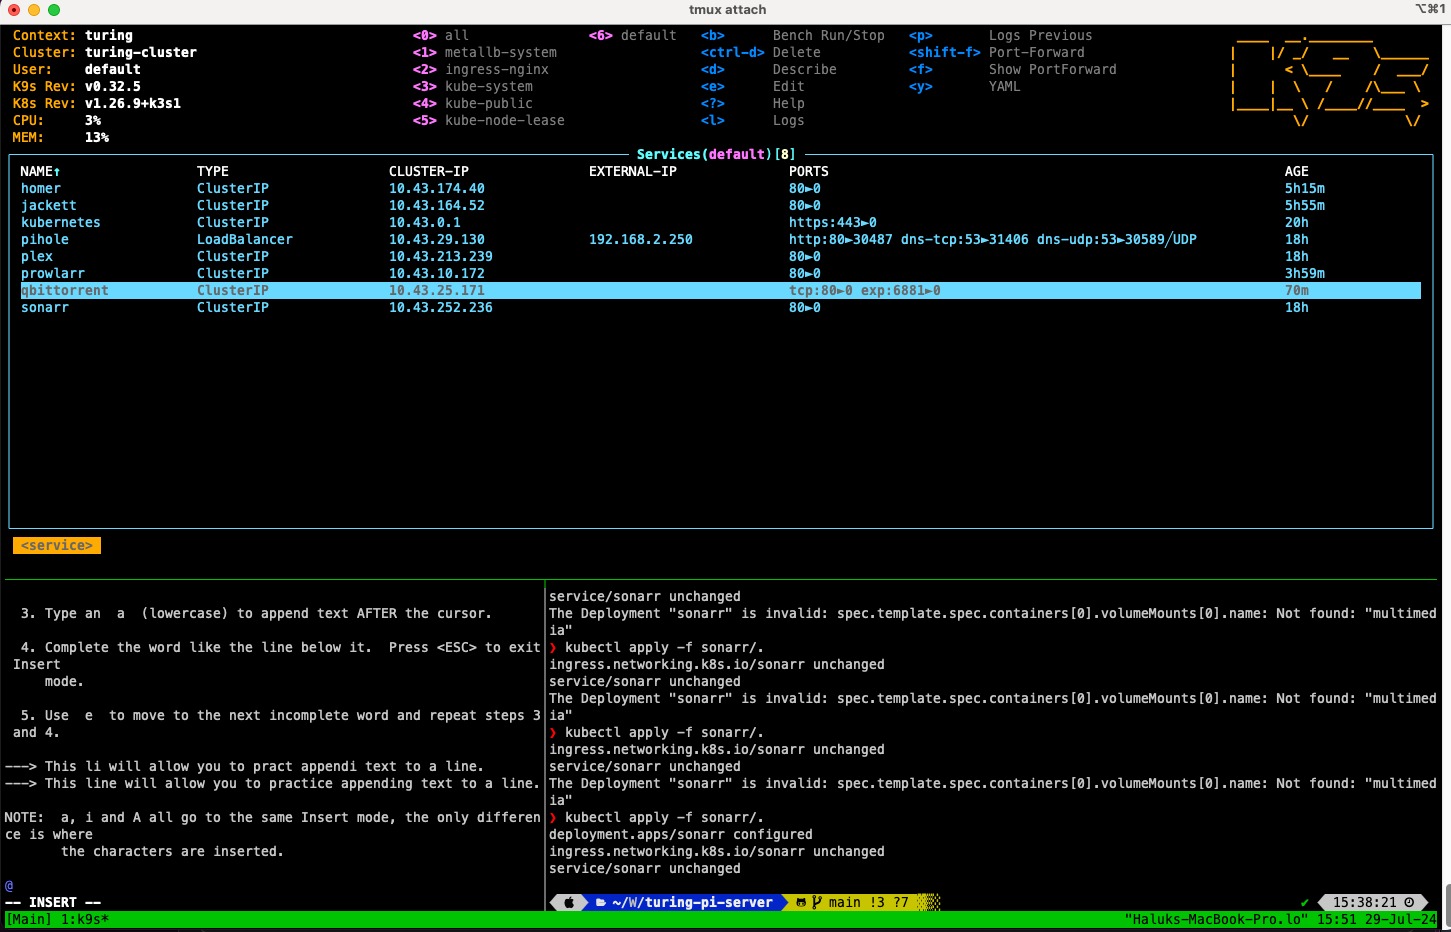 tmux attach
⌥⌘1
Context: turing <0> all <6> default <b> Bench Run/Stop <p> Logs Previous
Cluster: turing-cluster <1> metallb-system <ctrl-d> Delete <shift-f> Port-Forward
User: default <2> ingress-nginx <d> Describe <f> Show PortForward
K9s Rev: v0.32.5 <3> kube-system <e> Edit <y> YAML
K8s Rev: v1.26.9+k3s1 <4> kube-public <?> Help
CPU: 3% <5> kube-node-lease <l> Logs
MEM: 13%
Services(default)[8]
NAME↑ TYPE CLUSTER-IP EXTERNAL-IP PORTS AGE
homer ClusterIP 10.43.174.40 80►0 5h15m
jackett ClusterIP 10.43.164.52 80►0 5h55m
kubernetes ClusterIP 10.43.0.1 https:443►0 20h
pihole LoadBalancer 10.43.29.130 192.168.2.250 http:80►30487 dns-tcp:53►31406 dns-udp:53►30589╱UDP 18h
plex ClusterIP 10.43.213.239 80►0 18h
prowlarr ClusterIP 10.43.10.172 80►0 3h59m
qbittorrent ClusterIP 10.43.25.171 tcp:80►0 exp:6881►0 70m
sonarr ClusterIP 10.43.252.236 80►0 18h
<service>
3. Type an a (lowercase) to append text AFTER the cursor.
4. Complete the word like the line below it. Press <ESC> to exit
Insert
mode.
5. Use e to move to the next incomplete word and repeat steps 3
and 4.
---> This li will allow you to pract appendi text to a line.
---> This line will allow you to practice appending text to a line.
NOTE: a, i and A all go to the same Insert mode, the only differen
ce is where
the characters are inserted.
@
-- INSERT --
service/sonarr unchanged
The Deployment "sonarr" is invalid: spec.template.spec.containers[0].volumeMounts[0].name: Not found: "multimed
ia"
❯ kubectl apply -f sonarr/.
ingress.networking.k8s.io/sonarr unchanged
service/sonarr unchanged
The Deployment "sonarr" is invalid: spec.template.spec.containers[0].volumeMounts[0].name: Not found: "multimed
ia"
❯ kubectl apply -f sonarr/.
ingress.networking.k8s.io/sonarr unchanged
service/sonarr unchanged
The Deployment "sonarr" is invalid: spec.template.spec.containers[0].volumeMounts[0].name: Not found: "multimed
ia"
❯ kubectl apply -f sonarr/.
deployment.apps/sonarr configured
ingress.networking.k8s.io/sonarr unchanged
service/sonarr unchanged
~/W/turing-pi-server main !3 ?7 ✔ 15:38:21
[Main] 1:k9s* "Haluks-MacBook-Pro.lo" 15:51 29-Jul-24